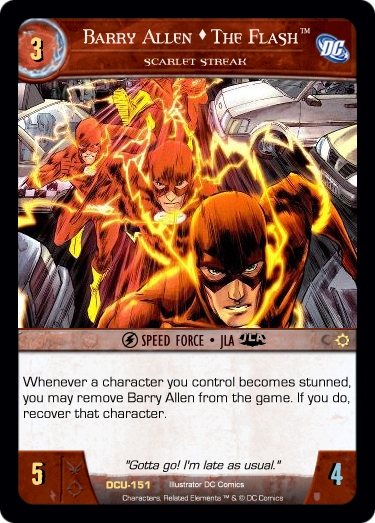 3
BARRY ALLEN ♦ THE FLASH™
DC
SCARLET STREAK
SPEED FORCE • JLA JLA
Whenever a character you control becomes stunned,
you may remove Barry Allen from the game. If you do,
recover that character.
"Gotta go! I'm late as usual."
5
4
DCU-151 Illustrator DC Comics
Characters, Related Elements ™ & © DC Comics